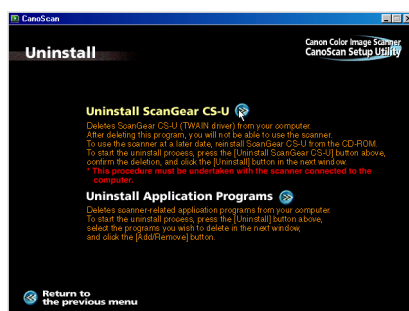 CanoScan
Uninstall
Canon Color Image Scanner
CanoScan Setup Utility
Uninstall ScanGear CS-U
Deletes ScanGear CS-U (TWAIN driver) from your computer.
After deleting this program, you will not be able to use the scanner.
To use the scanner at a later date, reinstall ScanGear CS-U from the CD-ROM.
To start the uninstall process, press the [Uninstall ScanGear CS-U] button above,
confirm the deletion, and click the [Uninstall] button in the next window.
* This procedure must be undertaken with the scanner connected to the
computer.
Uninstall Application Programs
Deletes scanner-related application programs from your computer.
To start the uninstall process, press the [Uninstall] button above,
select the programs you wish to delete in the next window,
and click the [Add/Remove] button.
Return to
the previous menu